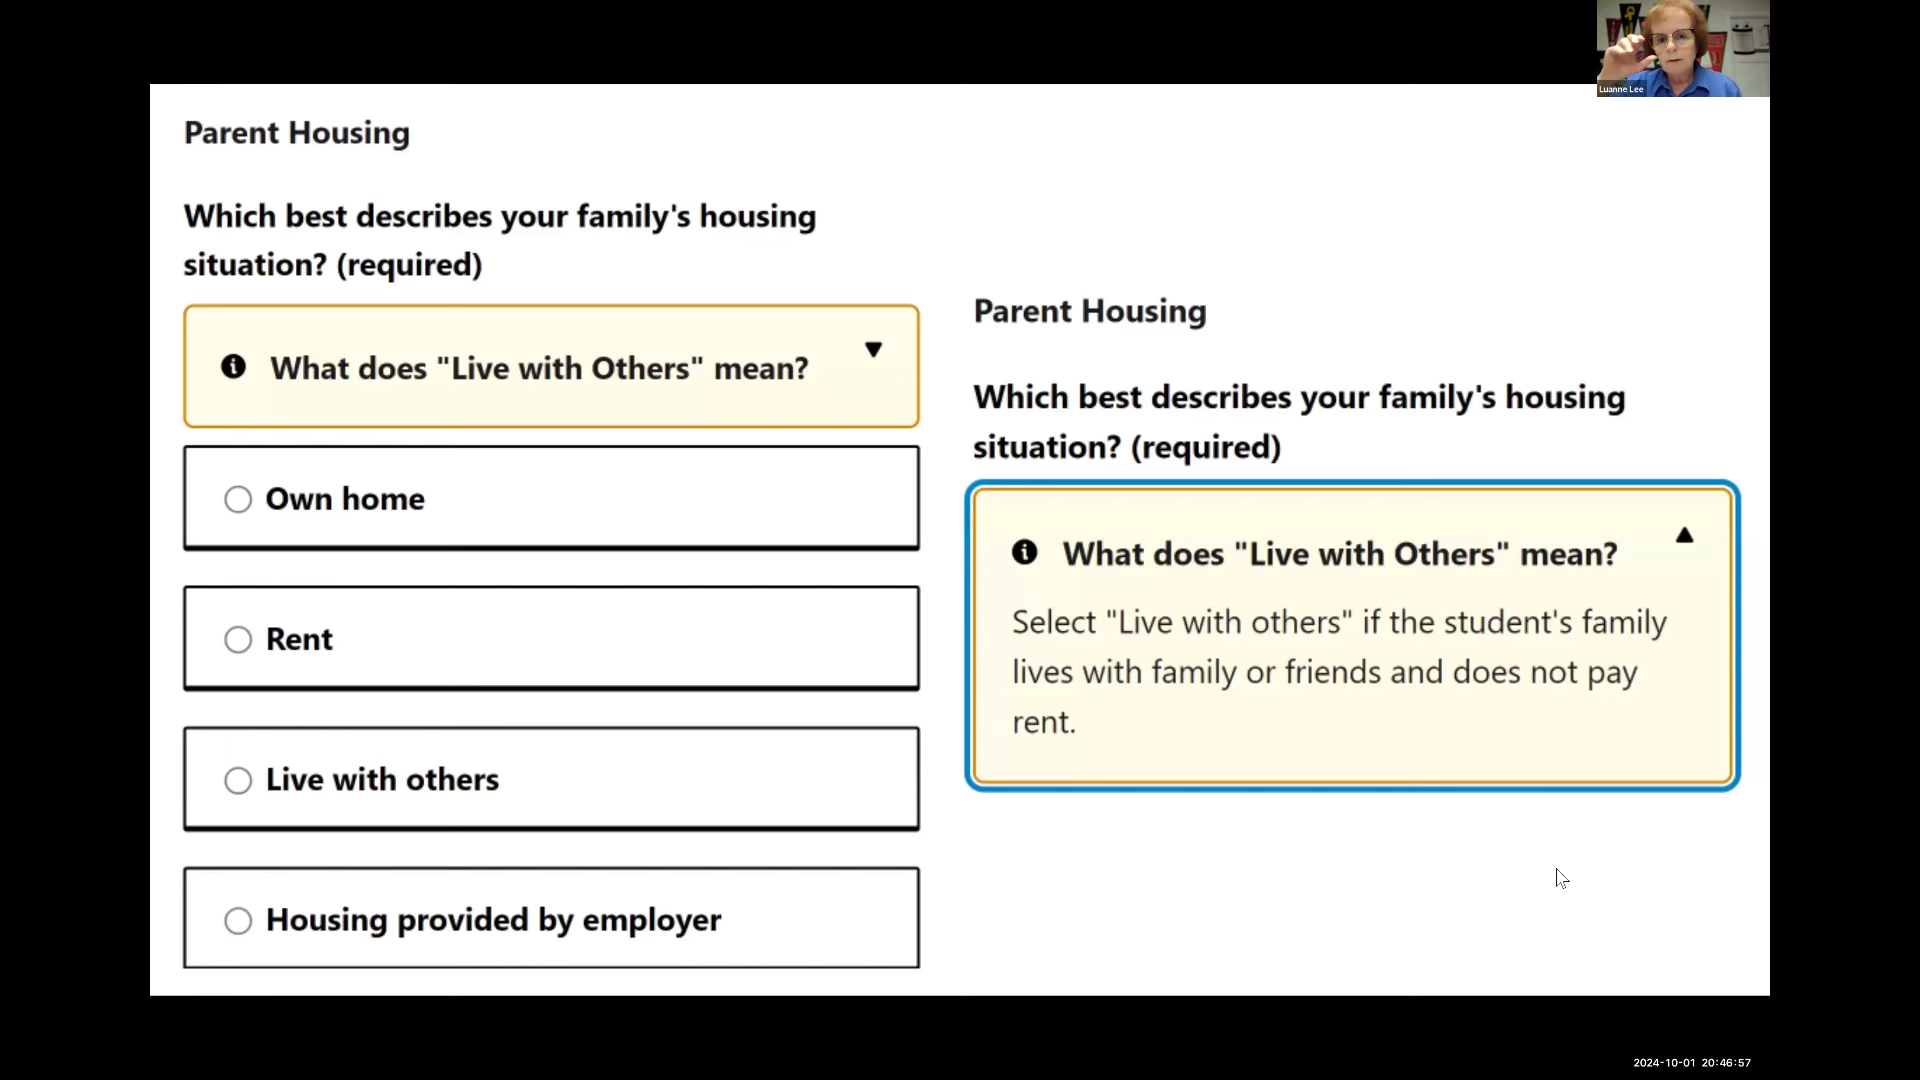 Luanne Lee
Parent Housing
Which best describes your family's housing
situation? (required)
What does "Live with Others" mean?
Own home
Rent
Live with others
Housing provided by employer
Parent Housing
Which best describes your family's housing
situation? (required)
What does "Live with Others" mean?
Select "Live with others" if the student's family
lives with family or friends and does not pay
rent.
2024-10-01 20:46:57